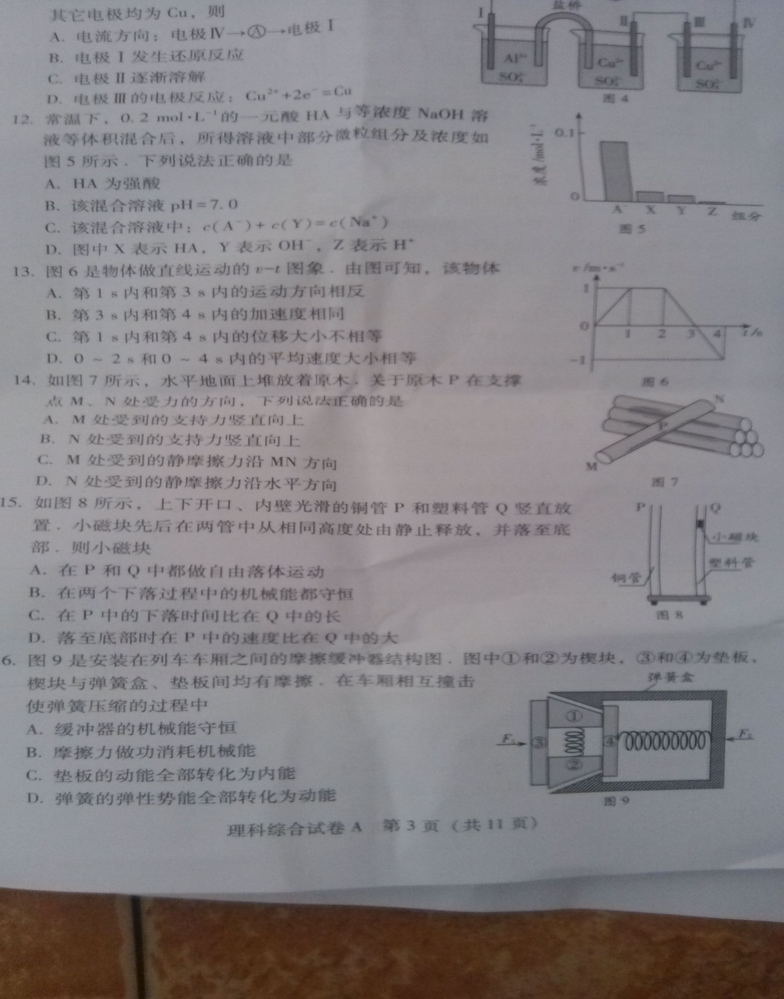 其它电极均为 Cu，则
A. 电流方向：电极Ⅳ→Ⓐ→电极Ⅰ
B. 电极Ⅰ发生还原反应
C. 电极Ⅱ逐渐溶解
D. 电极Ⅲ的电极反应：Cu²⁺+2e⁻=Cu
盐桥
Ⅰ
Ⅱ
Ⅲ
Ⅳ
Al³⁺
SO₄²⁻
Cu²⁺
SO₄²⁻
Cu²⁺
SO₄²⁻
图 4
12. 常温下，0.2 mol·L⁻¹的一元酸 HA 与等浓度 NaOH 溶
液等体积混合后，所得溶液中部分微粒组分及浓度如
图 5 所示．下列说法正确的是
A. HA 为强酸
B. 该混合溶液 pH=7.0
C. 该混合溶液中：c(A⁻)+c(Y)=c(Na⁺)
D. 图中 X 表示 HA，Y 表示 OH⁻，Z 表示 H⁺
浓度/mol·L⁻¹
0.1
0
A⁻ X Y Z 组分
图 5
13. 图 6 是物体做直线运动的 v-t 图象．由图可知，该物体
A. 第 1 s 内和第 3 s 内的运动方向相反
B. 第 3 s 内和第 4 s 内的加速度相同
C. 第 1 s 内和第 4 s 内的位移大小不相等
D. 0 ~ 2 s 和 0 ~ 4 s 内的平均速度大小相等
v/m·s⁻¹
1
0
1 2 3 4 t/s
-1
图 6
14. 如图 7 所示，水平地面上堆放着原木．关于原木 P 在支撑
点 M、N 处受力的方向，下列说法正确的是
A. M 处受到的支持力竖直向上
B. N 处受到的支持力竖直向上
C. M 处受到的静摩擦力沿 MN 方向
D. N 处受到的静摩擦力沿水平方向
N
P
M
图 7
15. 如图 8 所示，上下开口、内壁光滑的铜管 P 和塑料管 Q 竖直放
置．小磁块先后在两管中从相同高度处由静止释放，并落至底
部．则小磁块
A. 在 P 和 Q 中都做自由落体运动
B. 在两个下落过程中的机械能都守恒
C. 在 P 中的下落时间比在 Q 中的长
D. 落至底部时在 P 中的速度比在 Q 中的大
P
Q
小磁块
塑料管
铜管
图 8
6. 图 9 是安装在列车车厢之间的摩擦缓冲器结构图．图中①和②为楔块，③和④为垫板，
楔块与弹簧盒、垫板间均有摩擦．在车厢相互撞击
使弹簧压缩的过程中
A. 缓冲器的机械能守恒
B. 摩擦力做功消耗机械能
C. 垫板的动能全部转化为内能
D. 弹簧的弹性势能全部转化为动能
弹簧盒
①
F₁
③
④
F₂
②
图 9
理科综合试卷 A 第 3 页（共 11 页）